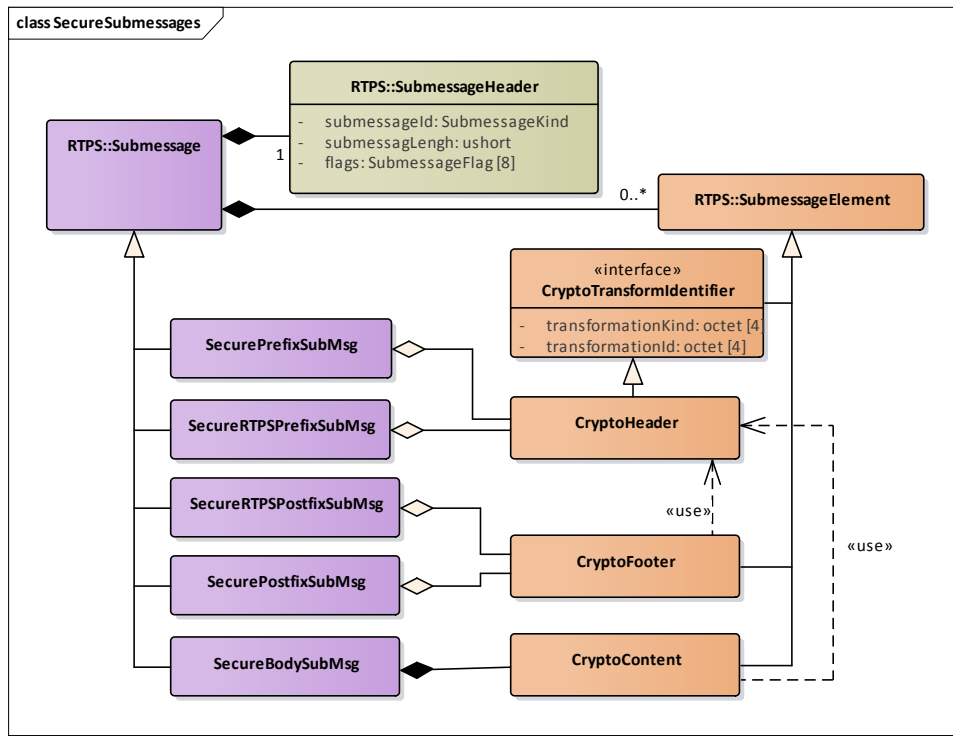 class SecureSubmessages
RTPS::SubmessageHeader
- submessageId: SubmessageKind
- submessagLengh: ushort
- flags: SubmessageFlag [8]
RTPS::Submessage
1
0..*
RTPS::SubmessageElement
«interface»
CryptoTransformIdentifier
- transformationKind: octet [4]
- transformationId: octet [4]
SecurePrefixSubMsg
SecureRTPSPrefixSubMsg
CryptoHeader
SecureRTPSPostfixSubMsg
«use»
«use»
CryptoFooter
SecurePostfixSubMsg
SecureBodySubMsg
CryptoContent